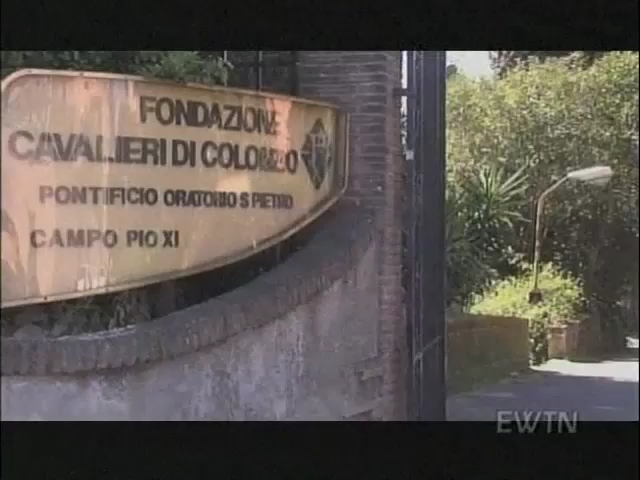 FONDAZIONE
CAVALIERI DI COLOMBO
PONTIFICIO ORATORIO S PIETRO
CAMPO PIO XI
EWTN